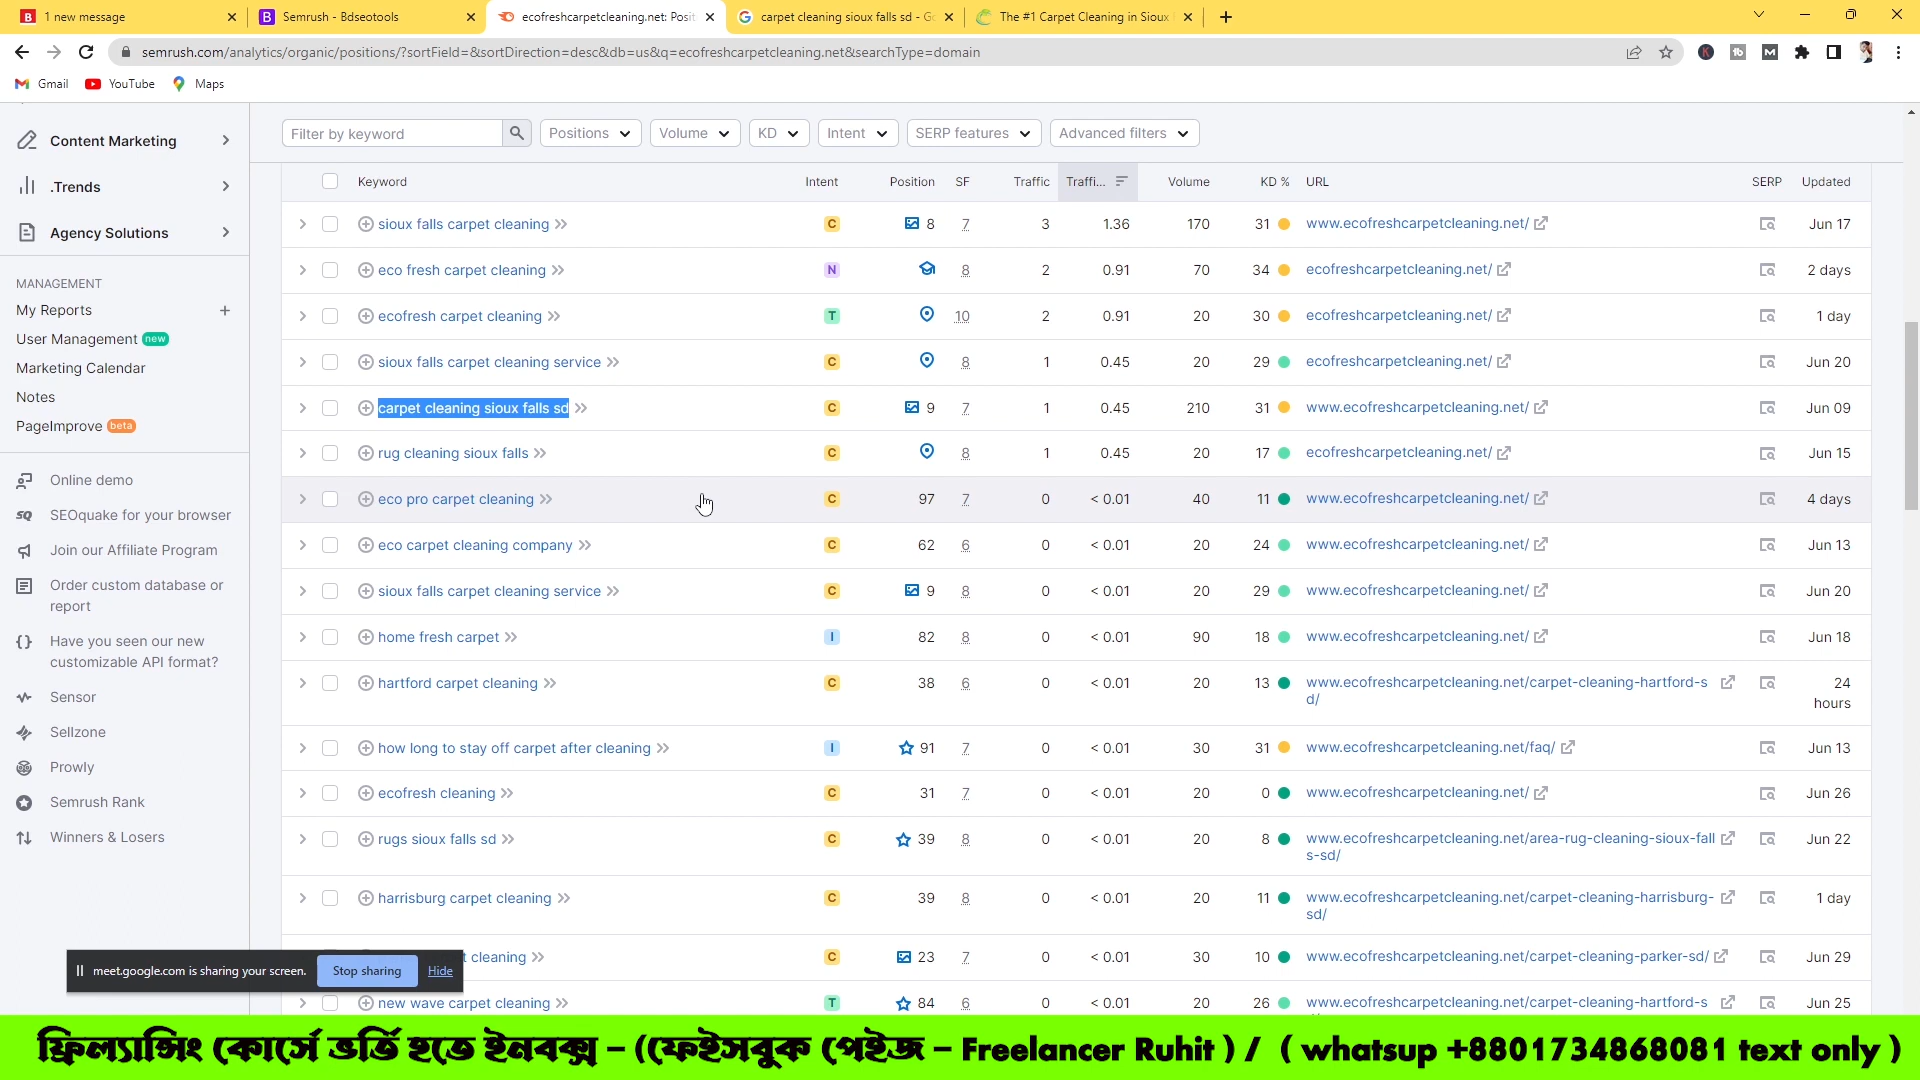 1 new message
Semrush - Bdseotools
ecofreshcarpetcleaning.net: Posit
carpet cleaning sioux falls sd - Go
The #1 Carpet Cleaning in Sioux
semrush.com/analytics/organic/positions/?sortField=&sortDirection=desc&db=us&q=ecofreshcarpetcleaning.net&searchType=domain
Gmail YouTube Maps
Content Marketing
.Trends
Agency Solutions
MANAGEMENT
My Reports +
User Management new
Marketing Calendar
Notes
PageImprove beta
Online demo
SEOquake for your browser
Join our Affiliate Program
Order custom database or
report
Have you seen our new
customizable API format?
Sensor
Sellzone
Prowly
Semrush Rank
Winners & Losers
Filter by keyword Positions Volume KD Intent SERP features Advanced filters
Keyword Intent Position SF Traffic Traffi... Volume KD % URL SERP Updated
sioux falls carpet cleaning C 8 7 3 1.36 170 31 www.ecofreshcarpetcleaning.net/ Jun 17
eco fresh carpet cleaning N 8 2 0.91 70 34 ecofreshcarpetcleaning.net/ 2 days
ecofresh carpet cleaning T 10 2 0.91 20 30 ecofreshcarpetcleaning.net/ 1 day
sioux falls carpet cleaning service C 8 1 0.45 20 29 ecofreshcarpetcleaning.net/ Jun 20
carpet cleaning sioux falls sd C 9 7 1 0.45 210 31 www.ecofreshcarpetcleaning.net/ Jun 09
rug cleaning sioux falls C 8 1 0.45 20 17 ecofreshcarpetcleaning.net/ Jun 15
eco pro carpet cleaning C 97 7 0 < 0.01 40 11 www.ecofreshcarpetcleaning.net/ 4 days
eco carpet cleaning company C 62 6 0 < 0.01 20 24 www.ecofreshcarpetcleaning.net/ Jun 13
sioux falls carpet cleaning service C 9 8 0 < 0.01 20 29 www.ecofreshcarpetcleaning.net/ Jun 20
home fresh carpet I 82 8 0 < 0.01 90 18 www.ecofreshcarpetcleaning.net/ Jun 18
hartford carpet cleaning C 38 6 0 < 0.01 20 13 www.ecofreshcarpetcleaning.net/carpet-cleaning-hartford-s 24
d/ hours
how long to stay off carpet after cleaning I 91 7 0 < 0.01 30 31 www.ecofreshcarpetcleaning.net/faq/ Jun 13
ecofresh cleaning C 31 7 0 < 0.01 20 0 www.ecofreshcarpetcleaning.net/ Jun 26
rugs sioux falls sd C 39 8 0 < 0.01 20 8 www.ecofreshcarpetcleaning.net/area-rug-cleaning-sioux-fall Jun 22
s-sd/
harrisburg carpet cleaning C 39 8 0 < 0.01 20 11 www.ecofreshcarpetcleaning.net/carpet-cleaning-harrisburg- 1 day
sd/
t cleaning C 23 7 0 < 0.01 30 10 www.ecofreshcarpetcleaning.net/carpet-cleaning-parker-sd/ Jun 29
new wave carpet cleaning T 84 6 0 < 0.01 20 26 www.ecofreshcarpetcleaning.net/carpet-cleaning-hartford-s Jun 25
meet.google.com is sharing your screen. Stop sharing Hide
ফ্রিল্যান্সিং কোর্সে ভর্তি হতে ইনবক্স – ((ফেইসবুক পেইজ – Freelancer Ruhit ) / ( whatsup +8801734868081 text only )